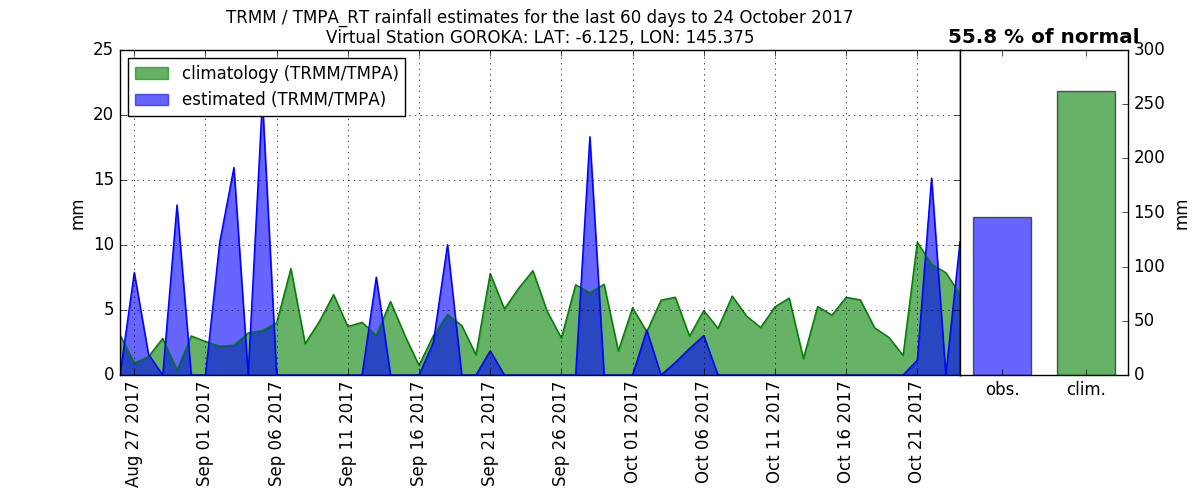 TRMM / TMPA_RT rainfall estimates for the last 60 days to 24 October 2017
Virtual Station GOROKA: LAT: -6.125, LON: 145.375
55.8 % of normal
climatology (TRMM/TMPA)
estimated (TRMM/TMPA)
25
20
15
10
5
0
mm
300
250
200
150
100
50
0
mm
obs.
clim.
Aug 27 2017
Sep 01 2017
Sep 06 2017
Sep 11 2017
Sep 16 2017
Sep 21 2017
Sep 26 2017
Oct 01 2017
Oct 06 2017
Oct 11 2017
Oct 16 2017
Oct 21 2017